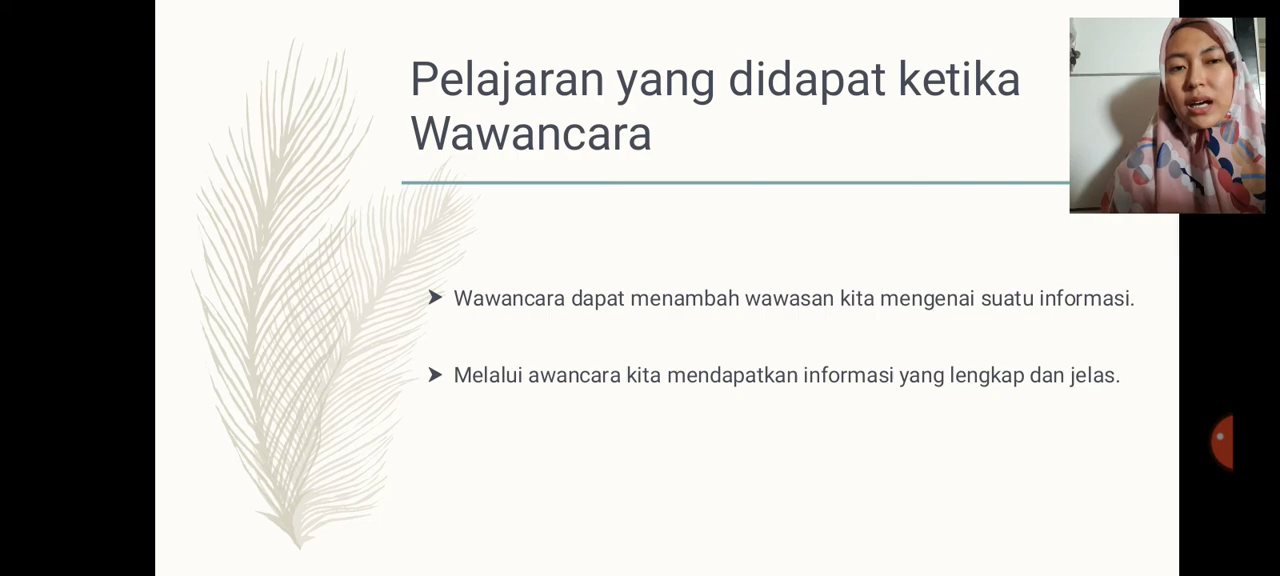 Pelajaran yang didapat ketika
Wawancara
Wawancara dapat menambah wawasan kita mengenai suatu informasi.
Melalui awancara kita mendapatkan informasi yang lengkap dan jelas.